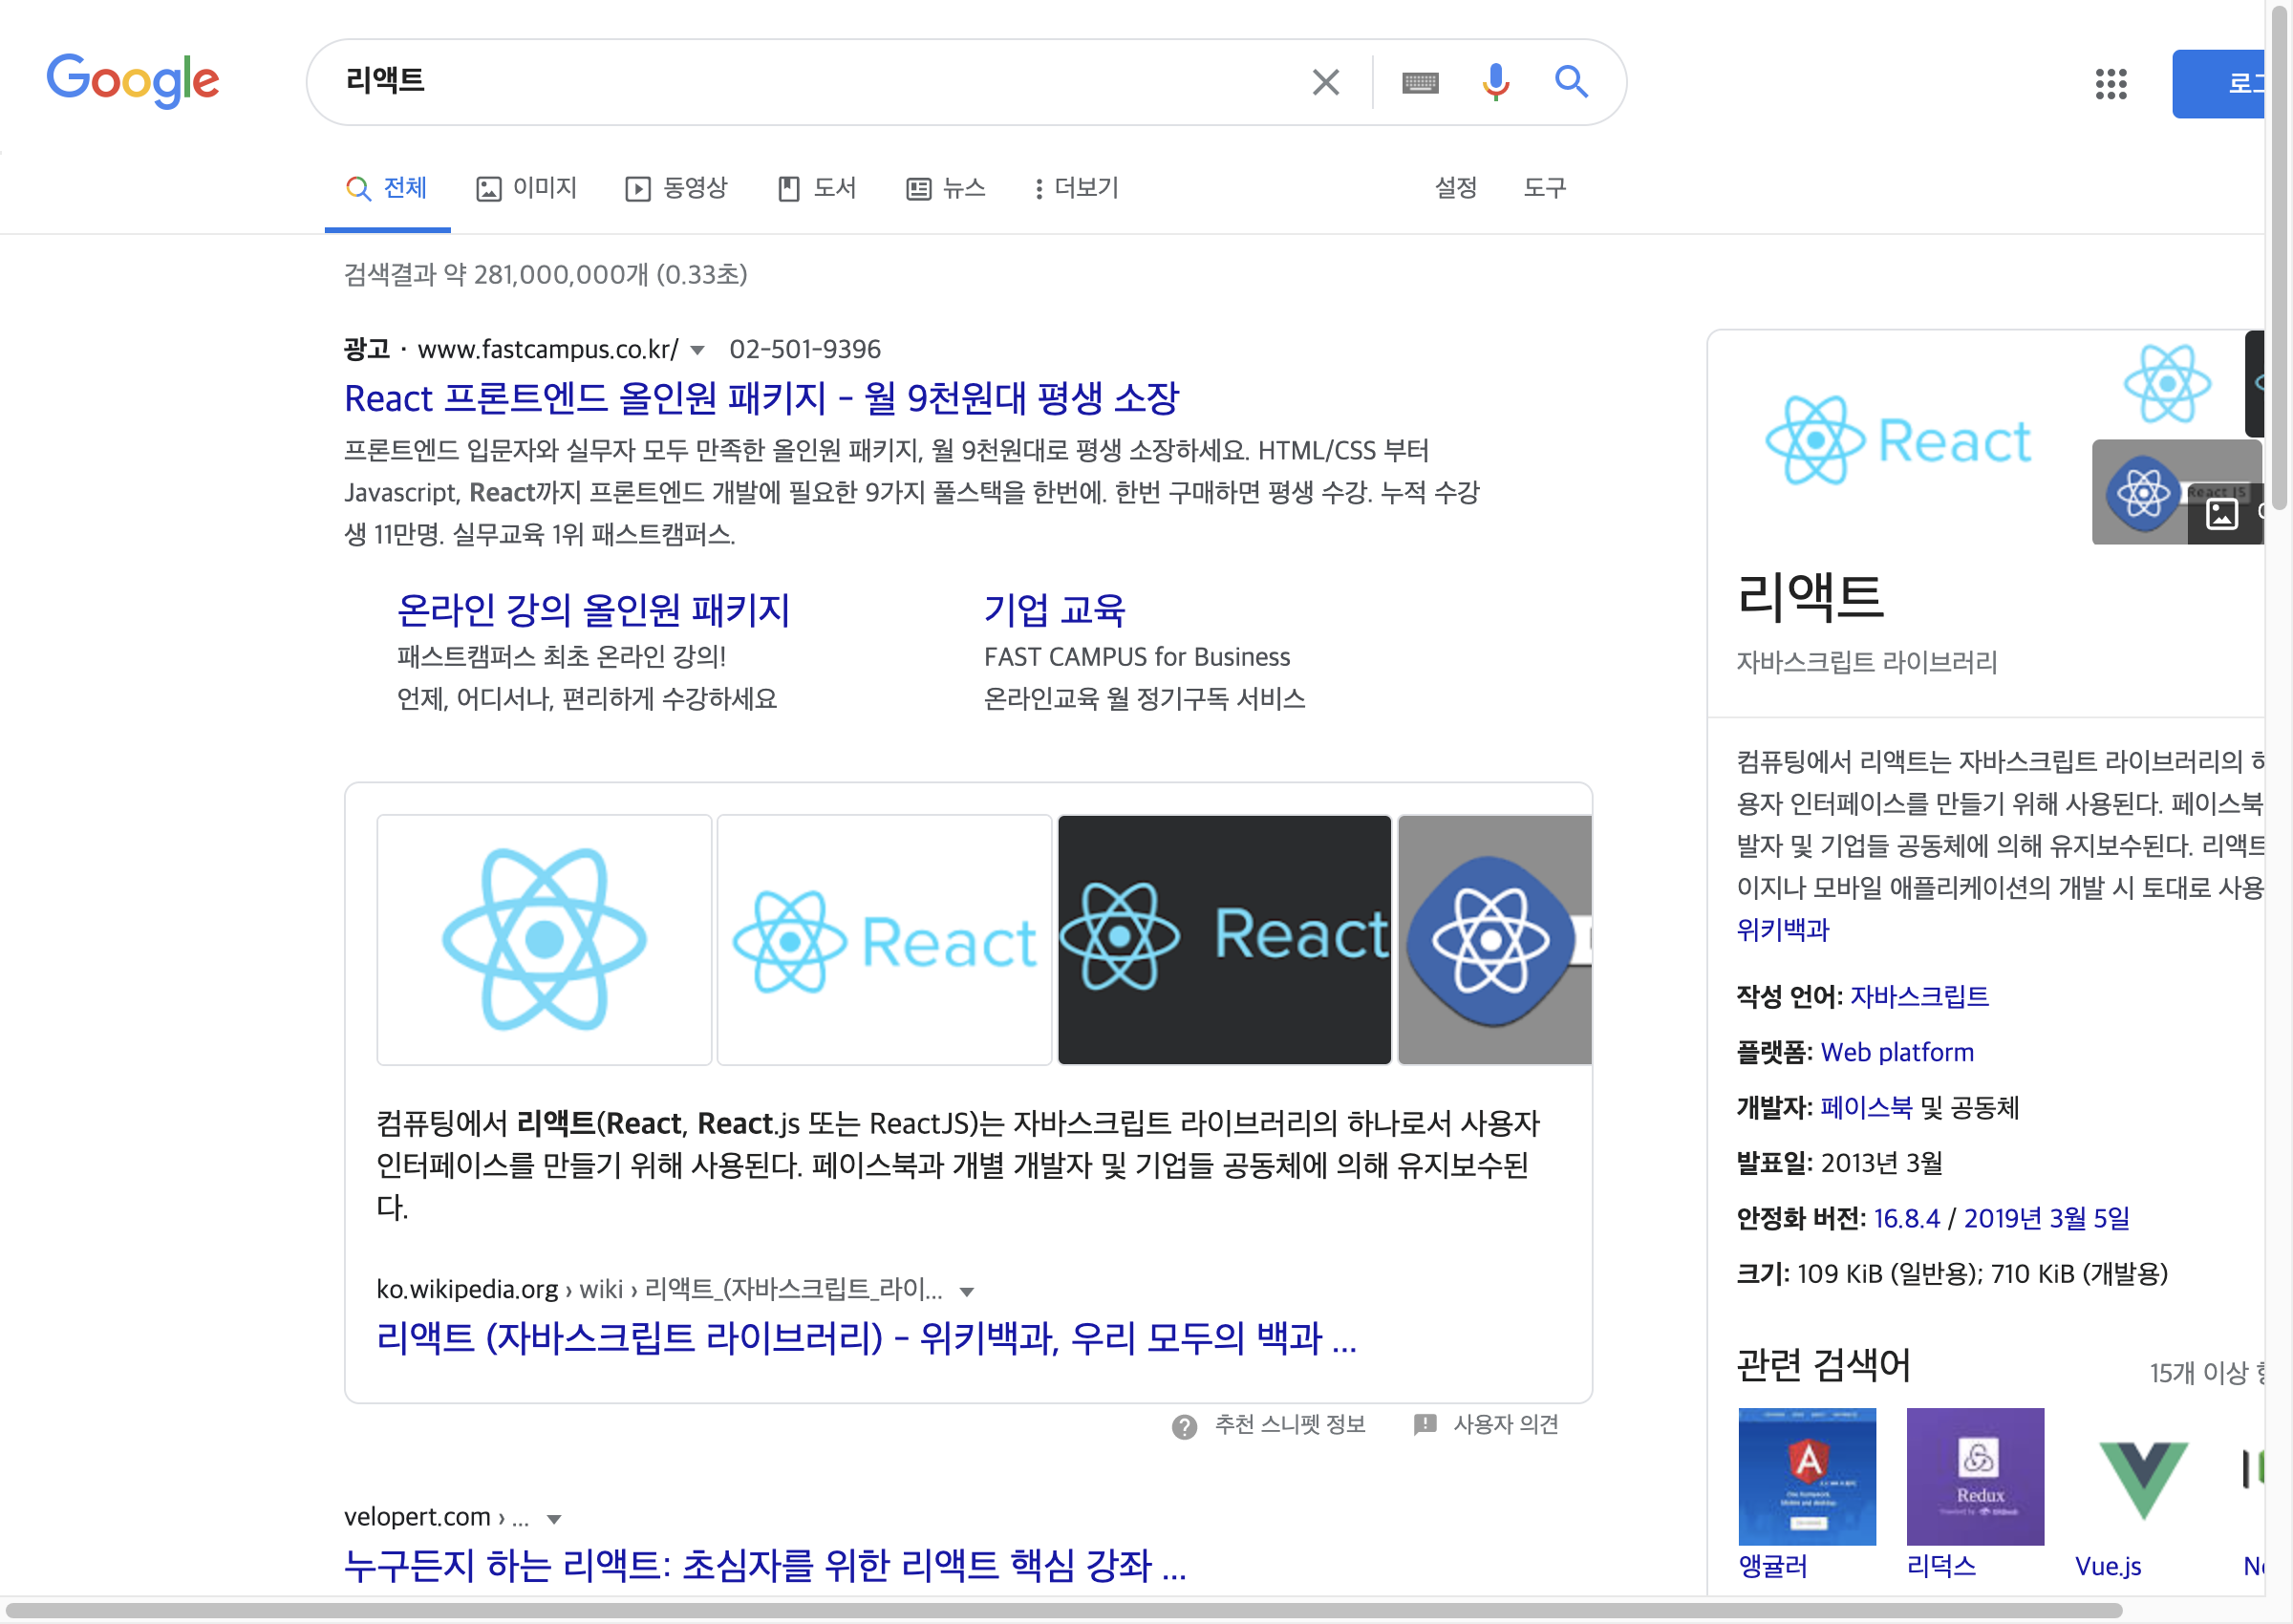 Google
리액트
로그
전체
이미지
동영상
도서
뉴스
더보기
설정
도구
검색결과 약 281,000,000개 (0.33초)
광고 · www.fastcampus.co.kr/ 02-501-9396
React 프론트엔드 올인원 패키지 - 월 9천원대 평생 소장
프론트엔드 입문자와 실무자 모두 만족한 올인원 패키지, 월 9천원대로 평생 소장하세요. HTML/CSS 부터
Javascript, React까지 프론트엔드 개발에 필요한 9가지 풀스택을 한번에. 한번 구매하면 평생 수강. 누적 수강
생 11만명. 실무교육 1위 패스트캠퍼스.
온라인 강의 올인원 패키지
패스트캠퍼스 최초 온라인 강의!
언제, 어디서나, 편리하게 수강하세요
기업 교육
FAST CAMPUS for Business
온라인교육 월 정기구독 서비스
React
React
컴퓨팅에서 리액트(React, React.js 또는 ReactJS)는 자바스크립트 라이브러리의 하나로서 사용자
인터페이스를 만들기 위해 사용된다. 페이스북과 개별 개발자 및 기업들 공동체에 의해 유지보수된
다.
ko.wikipedia.org › wiki › 리액트_(자바스크립트_라이...
리액트 (자바스크립트 라이브러리) - 위키백과, 우리 모두의 백과 ...
추천 스니펫 정보
사용자 의견
velopert.com › ...
누구든지 하는 리액트: 초심자를 위한 리액트 핵심 강좌 ...
React
React JS
리액트
자바스크립트 라이브러리
컴퓨팅에서 리액트는 자바스크립트 라이브러리의
용자 인터페이스를 만들기 위해 사용된다. 페이스북
발자 및 기업들 공동체에 의해 유지보수된다. 리액트
이지나 모바일 애플리케이션의 개발 시 토대로 사용
위키백과
작성 언어: 자바스크립트
플랫폼: Web platform
개발자: 페이스북 및 공동체
발표일: 2013년 3월
안정화 버전: 16.8.4 / 2019년 3월 5일
크기: 109 KiB (일반용); 710 KiB (개발용)
관련 검색어
15개 이상
Redux
앵귤러
리덕스
Vue.js